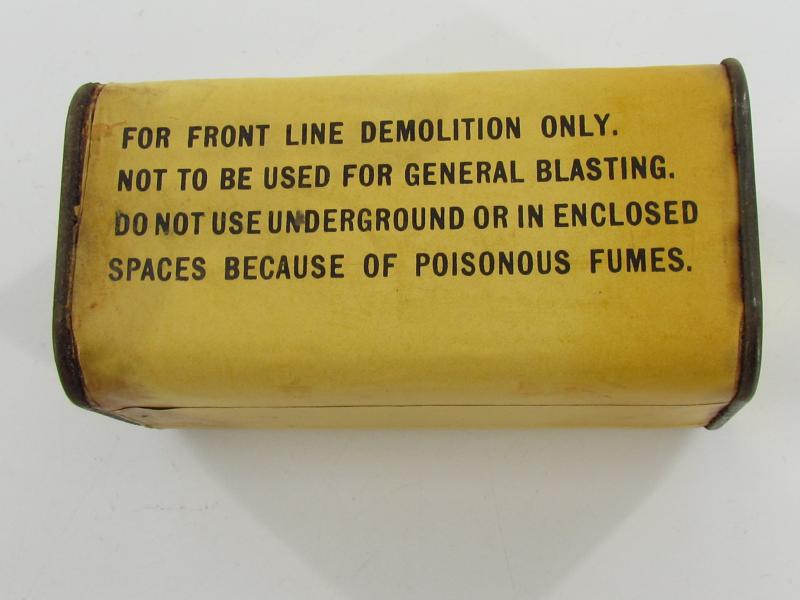 FOR FRONT LINE DEMOLITION ONLY.
NOT TO BE USED FOR GENERAL BLASTING.
DO NOT USE UNDERGROUND OR IN ENCLOSED
SPACES BECAUSE OF POISONOUS FUMES.